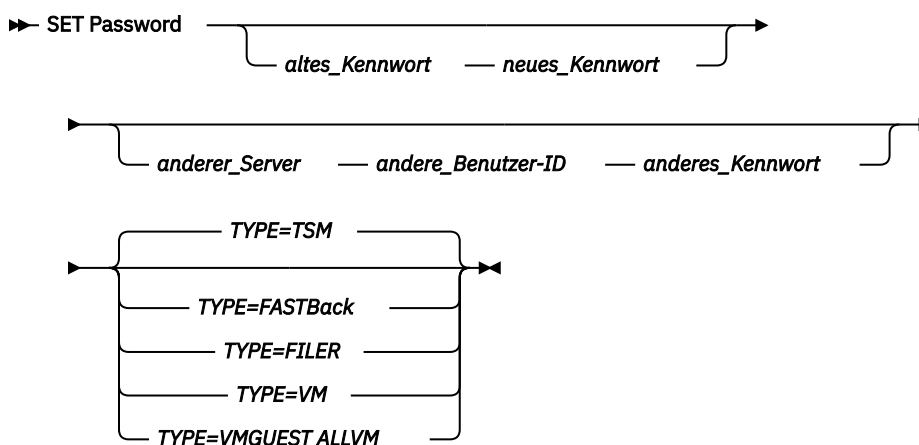 SET Password
altes_Kennwort neues_Kennwort
anderer_Server andere_Benutzer-ID anderes_Kennwort
TYPE=TSM
TYPE=FASTBack
TYPE=FILER
TYPE=VM
TYPE=VMGUEST ALLVM